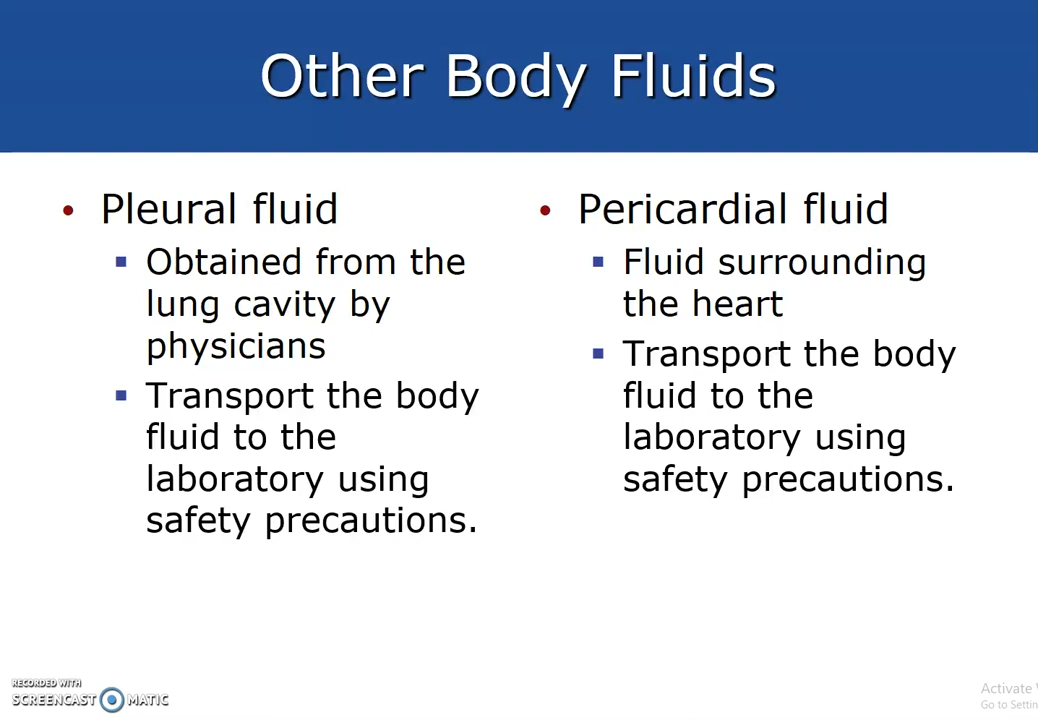 Other Body Fluids
• Pleural fluid
▪ Obtained from the
lung cavity by
physicians
▪ Transport the body
fluid to the
laboratory using
safety precautions.
• Pericardial fluid
▪ Fluid surrounding
the heart
▪ Transport the body
fluid to the
laboratory using
safety precautions.
RECORDED WITH
SCREENCAST MATIC
Activate
Go to